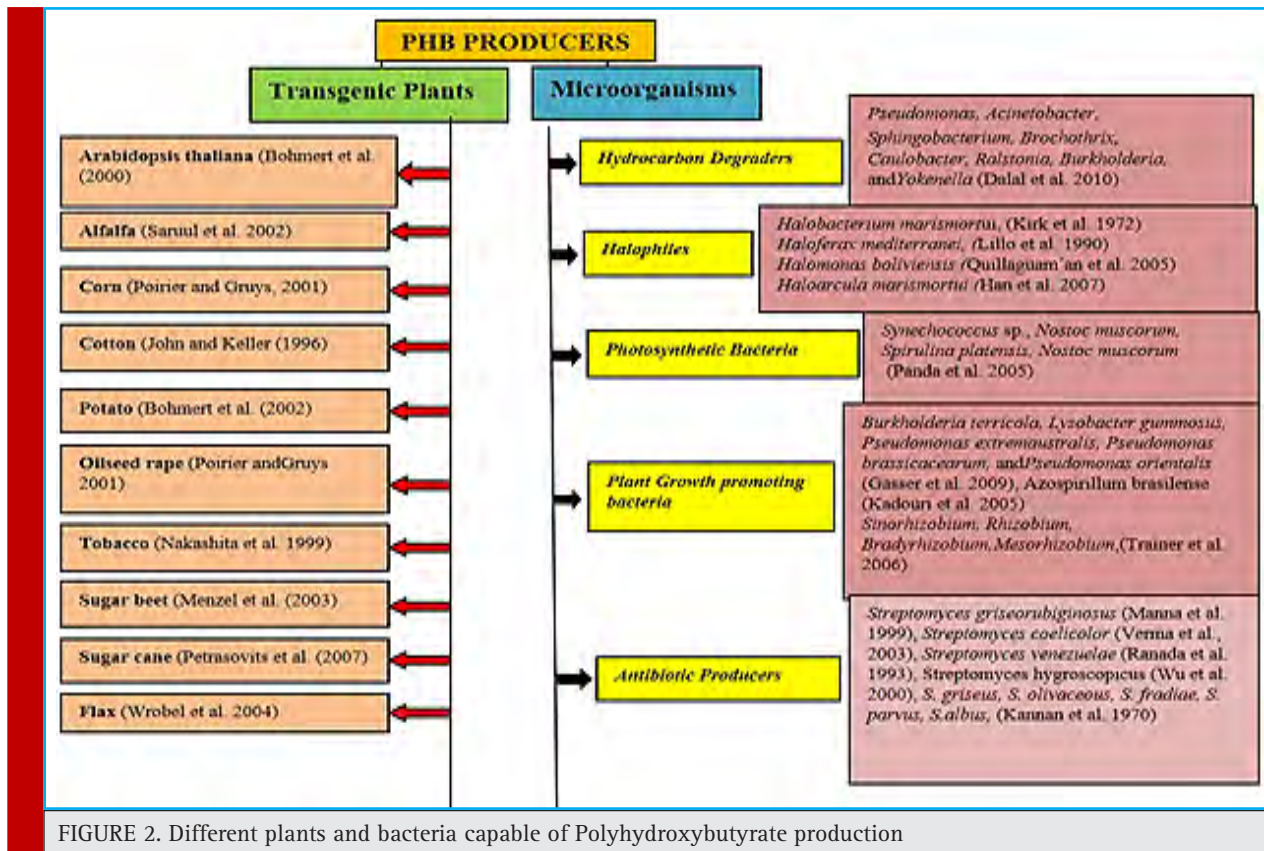 PHB PRODUCERS
Transgenic Plants
Arabidopsis thaliana (Bohmert et al.
(2000)
Alfalfa (Saruul et al. 2002)
Corn (Poirier and Gruys, 2001)
Cotton (John and Keller (1996)
Potato (Bohmert et al. (2002)
Oilseed rape (Poirier andGruys
2001)
Tobacco (Nakashita et al. 1999)
Sugar beet (Menzel et al. (2003)
Sugar cane (Petrasovits et al. (2007)
Flax (Wrobel et al. 2004)
Microorganisms
Hydrocarbon Degraders
Pseudomonas, Acinetobacter,
Sphingobacterium, Brochothrix,
Caulobacter, Ralstonia, Burkholderia,
andYokenella (Dalal et al. 2010)
Halophiles
Halobacterium marismortui, (Kirk et al. 1972)
Haloferax mediterranei, (Lillo et al. 1990)
Halomonas boliviensis (Quillaguam'an et al. 2005)
Haloarcula marismortui (Han et al. 2007)
Photosynthetic Bacteria
Synechococcus sp., Nostoc muscorum,
Spirulina platensis, Nostoc muscorum
(Panda et al. 2005)
Plant Growth promoting
bacteria
Burkholderia terricola, Lysobacter gummosus,
Pseudomonas extremaustralis, Pseudomonas
brassicacearum, andPseudomonas orientalis
(Gasser et al. 2009), Azospirillum brasilense
(Kadouri et al. 2005)
Sinorhizobium, Rhizobium,
Bradyrhizobium,Mesorhizobium,(Trainer et al.
2006)
Antibiotic Producers
Streptomyces griseorubiginosus (Manna et al.
1999), Streptomyces coelicolor (Verma et al.,
2003), Streptomyces venezuelae (Ranada et al.
1993), Streptomyces hygroscopicus (Wu et al.
2000), S. griseus, S. olivaceous, S. fradiae, S.
parvus, S.albus, (Kannan et al. 1970)
FIGURE 2. Different plants and bacteria capable of Polyhydroxybutyrate production